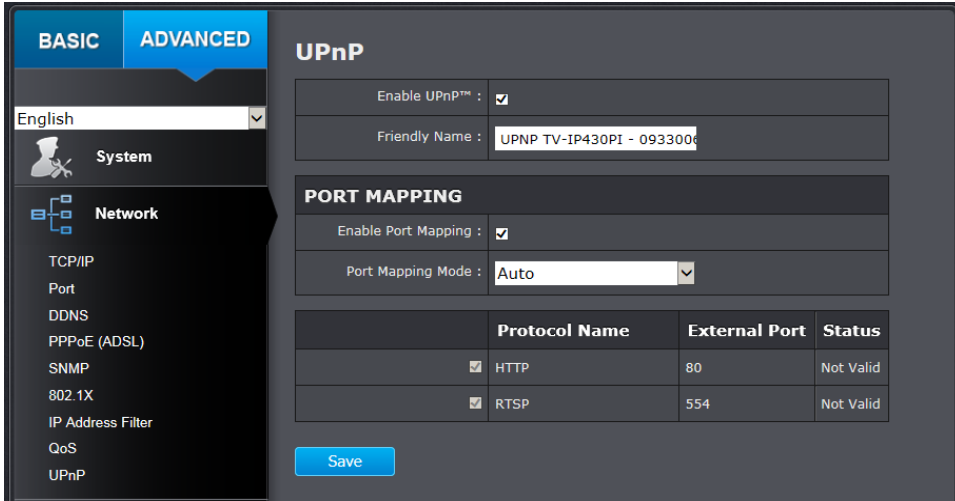 BASIC ADVANCED
English
System
Network
TCP/IP
Port
DDNS
PPPoE (ADSL)
SNMP
802.1X
IP Address Filter
QoS
UPnP
UPnP
Enable UPnP™ :
Friendly Name : UPNP TV-IP430PI - 0933006
PORT MAPPING
Enable Port Mapping :
Port Mapping Mode : Auto
Protocol Name External Port Status
HTTP 80 Not Valid
RTSP 554 Not Valid
Save